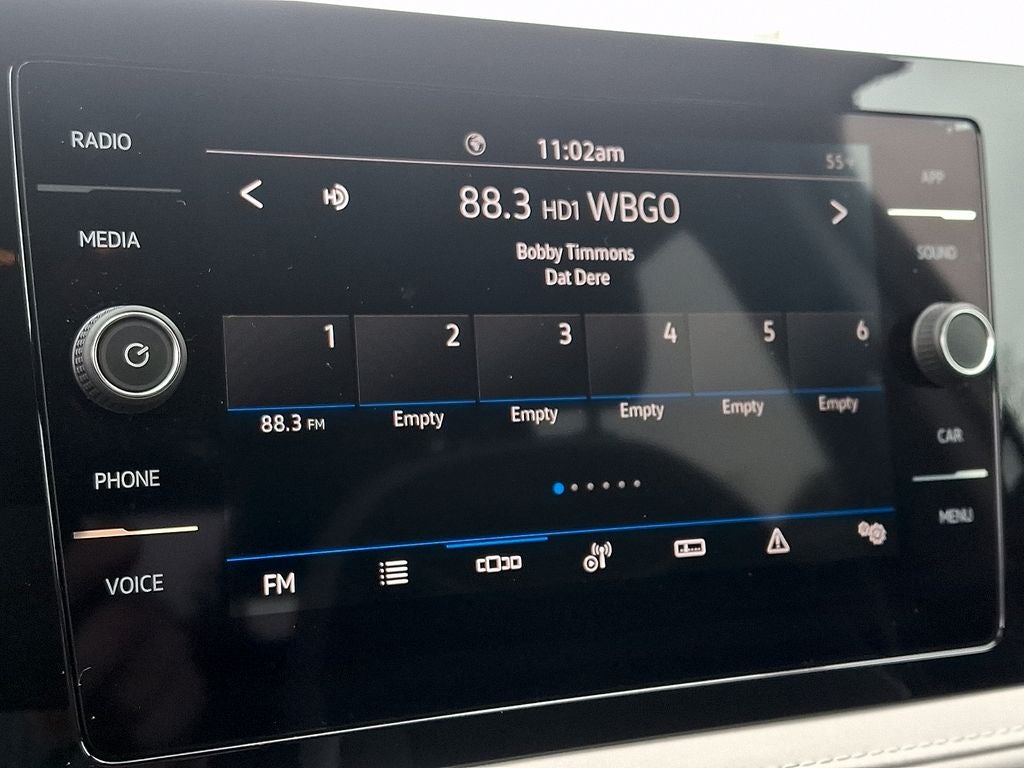 RADIO
MEDIA
PHONE
VOICE
11:02am
55°
HD
88.3 HD1 WBGO
Bobby Timmons
Dat Dere
1
2
3
4
5
6
88.3 FM
Empty
Empty
Empty
Empty
Empty
FM
APP
SOUND
CAR
MENU